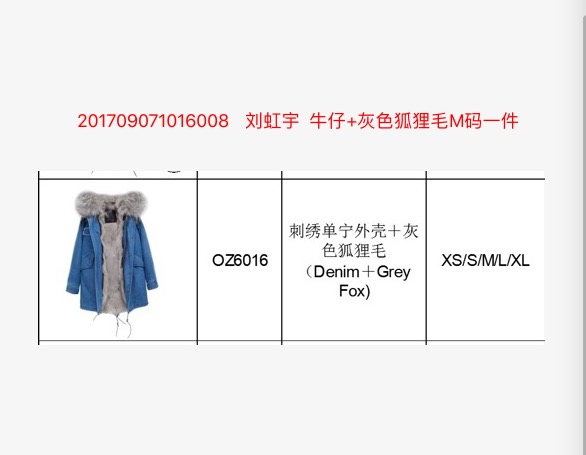 201709071016008 刘虹宇 牛仔+灰色狐狸毛M码一件
OZ6016
刺绣单宁外壳＋灰
色狐狸毛
（Denim＋Grey
Fox)
XS/S/M/L/XL